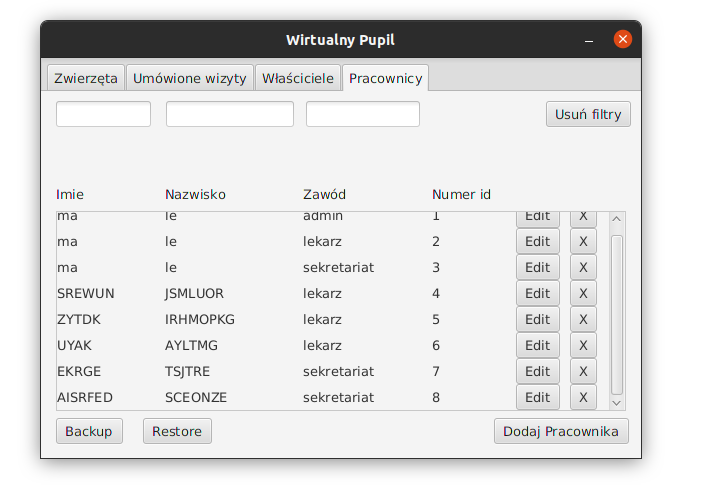 Wirtualny Pupil
Zwierzęta Umówione wizyty Właściciele Pracownicy
Usuń filtry
Imie Nazwisko Zawód Numer id
ma le admin 1 Edit X
ma le lekarz 2 Edit X
ma le sekretariat 3 Edit X
SREWUN JSMLUOR lekarz 4 Edit X
ZYTDK IRHMOPKG lekarz 5 Edit X
UYAK AYLTMG lekarz 6 Edit X
EKRGE TSJTRE sekretariat 7 Edit X
AISRFED SCEONZE sekretariat 8 Edit X
Backup Restore Dodaj Pracownika